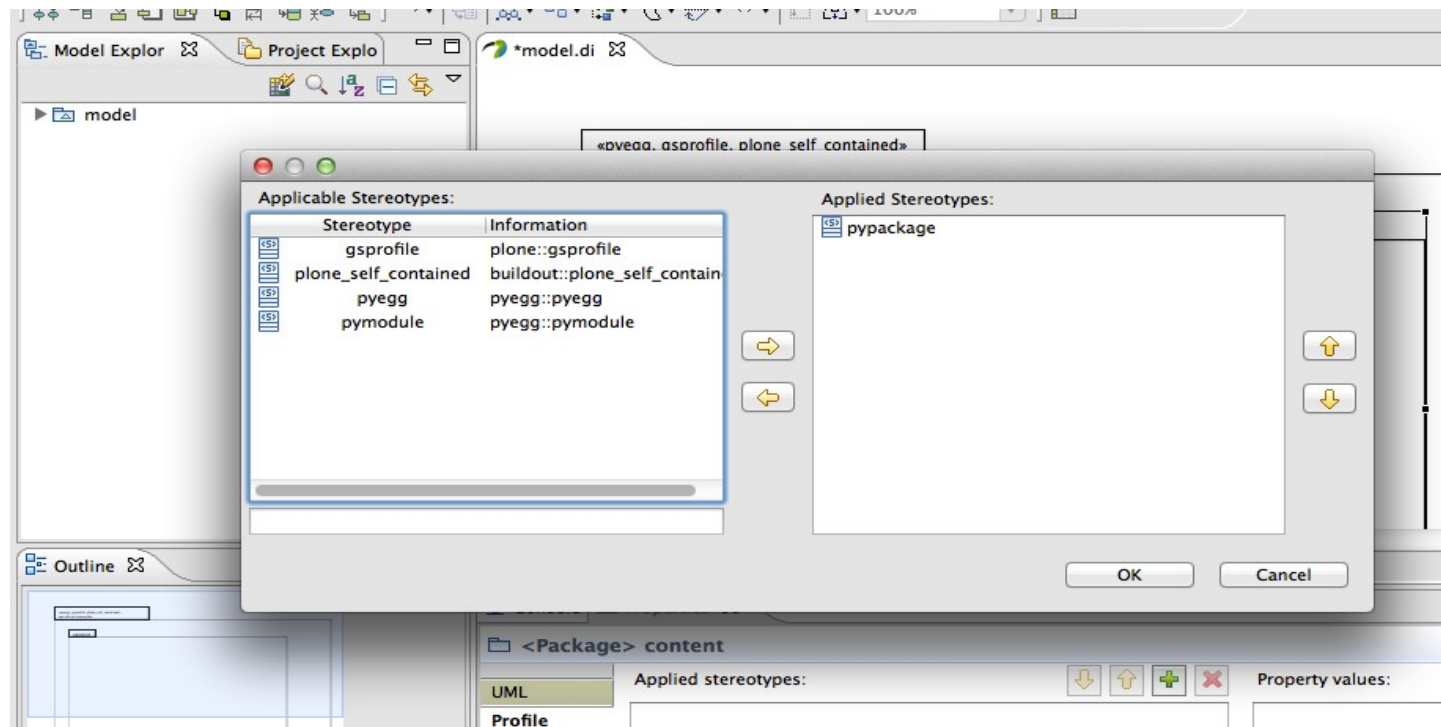 100%
Model Explor
Project Explo
*model.di
model
«pyegg, gsprofile, plone_self_contained»
Applicable Stereotypes:
Applied Stereotypes:
Stereotype Information
gsprofile plone::gsprofile
plone_self_contained buildout::plone_self_contain
pyegg pyegg::pyegg
pymodule pyegg::pymodule
pypackage
OK
Cancel
Outline
<Package> content
UML
Applied stereotypes:
Property values:
Profile